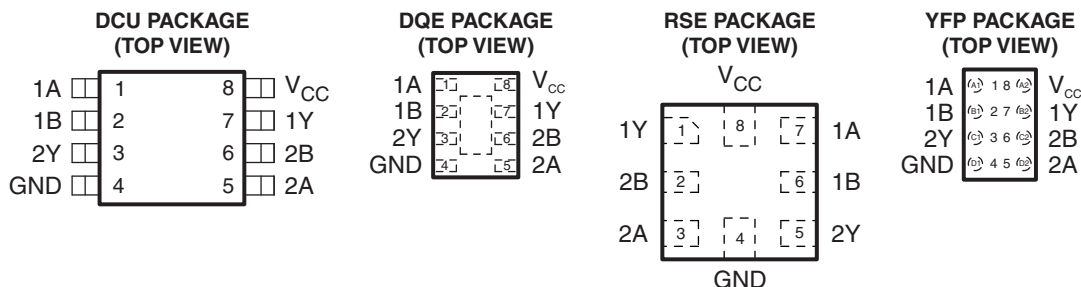 DCU PACKAGE
(TOP VIEW)
1A 1 8 VCC
1B 2 7 1Y
2Y 3 6 2B
GND 4 5 2A
DQE PACKAGE
(TOP VIEW)
1A 1 8 VCC
1B 2 7 1Y
2Y 3 6 2B
GND 4 5 2A
RSE PACKAGE
(TOP VIEW)
VCC
1Y 1 8 7 1A
2B 2 6 1B
2A 3 4 5 2Y
GND
YFP PACKAGE
(TOP VIEW)
1A A1 1 8 A2 VCC
1B B1 2 7 B2 1Y
2Y C1 3 6 C2 2B
GND D1 4 5 D2 2A